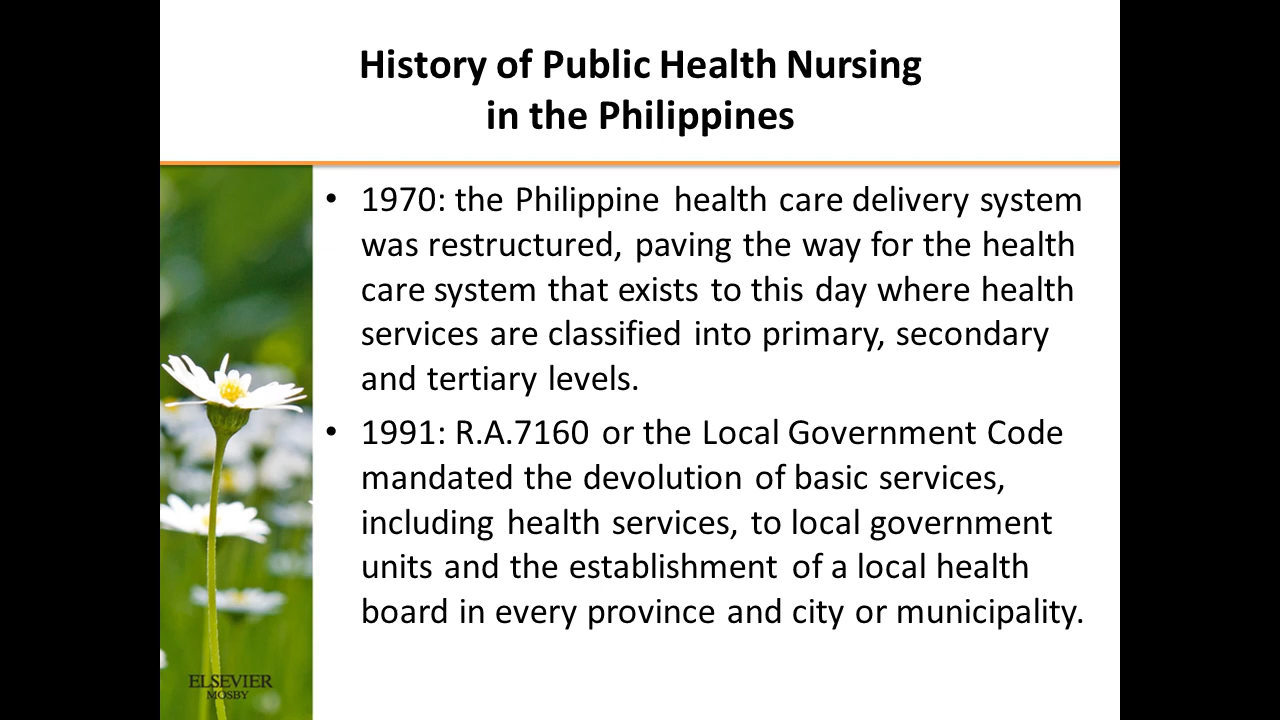 History of Public Health Nursing
in the Philippines
• 1970: the Philippine health care delivery system
was restructured, paving the way for the health
care system that exists to this day where health
services are classified into primary, secondary
and tertiary levels.
• 1991: R.A.7160 or the Local Government Code
mandated the devolution of basic services,
including health services, to local government
units and the establishment of a local health
board in every province and city or municipality.
ELSEVIER
MOSBY